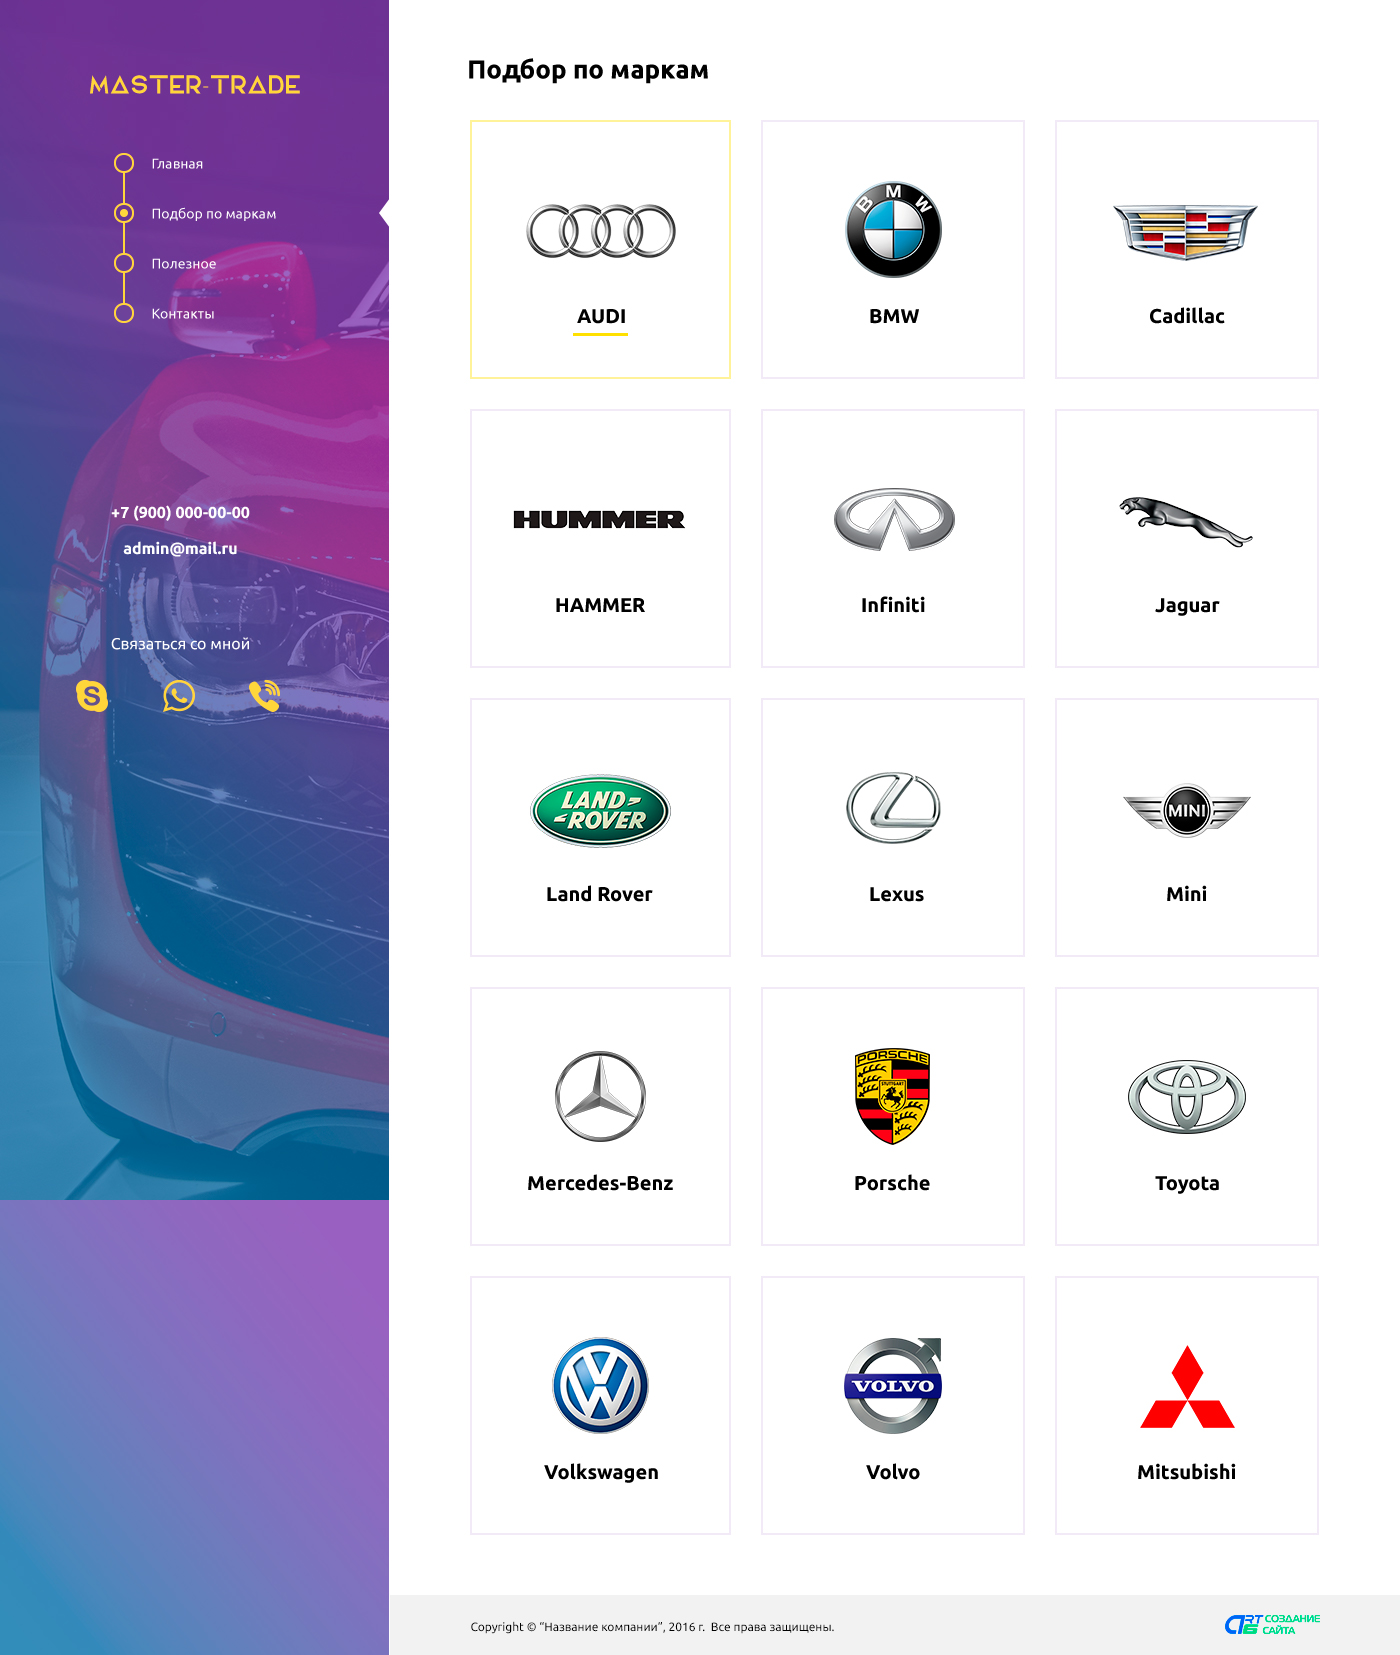 MASTER-TRADE
Главная
Подбор по маркам
Полезное
Контакты
+7 (900) 000-00-00
admin@mail.ru
Связаться со мной
Подбор по маркам
AUDI
BMW
BMW
Cadillac
HUMMER
HAMMER
Infiniti
Jaguar
LAND
ROVER
Land Rover
Lexus
MINI
Mini
Mercedes-Benz
PORSCHE
STUTTGART
Porsche
Toyota
Volkswagen
VOLVO
Volvo
Mitsubishi
Copyright © “Название компании”, 2016 г. Все права защищены.
СОЗДАНИЕ
САЙТА